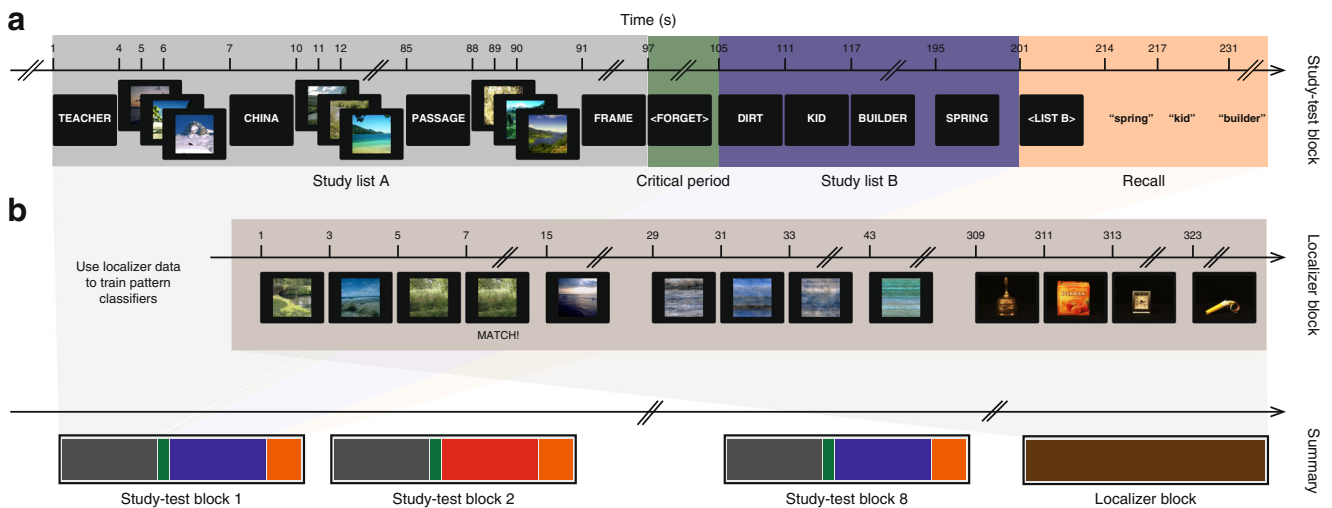 a
Time (s)
1 4 5 6 7 10 11 12 85 88 89 90 91 97 105 111 117 195 201 214 217 231
TEACHER CHINA PASSAGE FRAME <FORGET> DIRT KID BUILDER SPRING <LIST B> “spring” “kid” “builder”
Study list A Critical period Study list B Recall
Study-test block
b
1 3 5 7 15 29 31 33 43 309 311 313 323
Use localizer data
to train pattern
classifiers
MATCH!
Localizer block
Summary
Study-test block 1 Study-test block 2 Study-test block 8 Localizer block